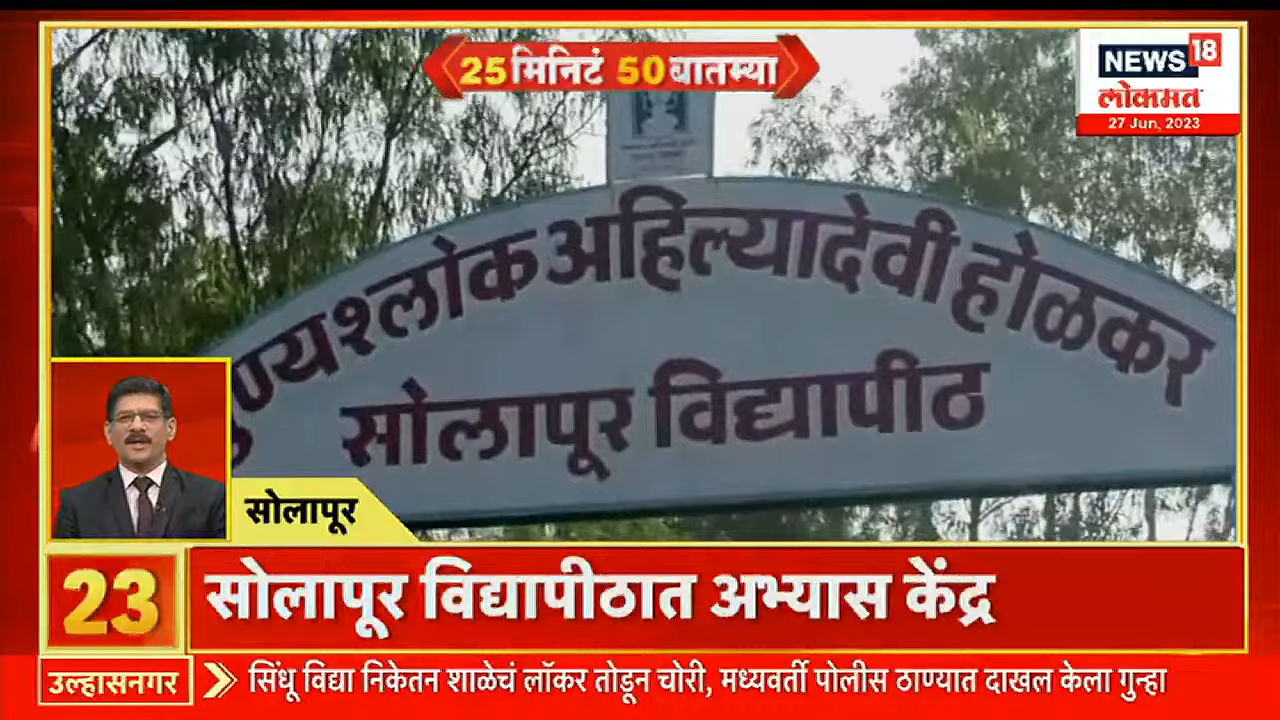 25 मिनिटं 50 बातम्या
NEWS 18
लोकमत
27 Jun, 2023
पुण्यश्लोक अहिल्यादेवी होळकर
सोलापूर विद्यापीठ
सोलापूर
23 सोलापूर विद्यापीठात अभ्यास केंद्र
उल्हासनगर सिंधू विद्या निकेतन शाळेचं लॉकर तोडून चोरी, मध्यवर्ती पोलीस ठाण्यात दाखल केला गुन्हा